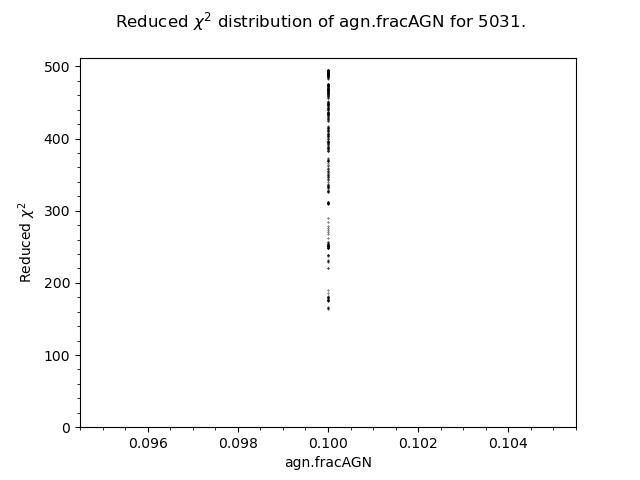 Reduced χ² distribution of agn.fracAGN for 5031.
500
400
300
200
100
0
Reduced χ²
0.096 0.098 0.100 0.102 0.104
agn.fracAGN